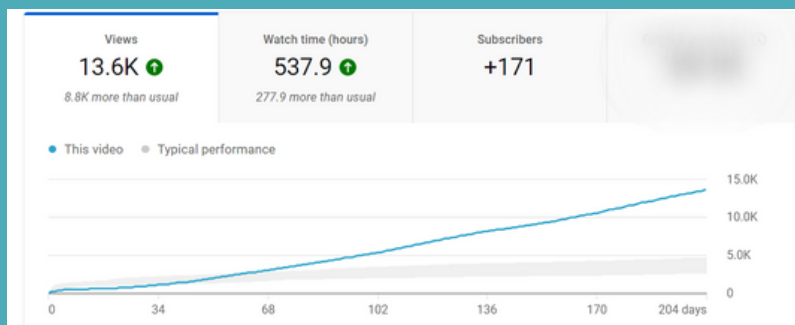 Views
13.6K
8.8K more than usual
Watch time (hours)
537.9
277.9 more than usual
Subscribers
+171
This video Typical performance
15.0K
10.0K
5.0K
0
0 34 68 102 136 170 204 days